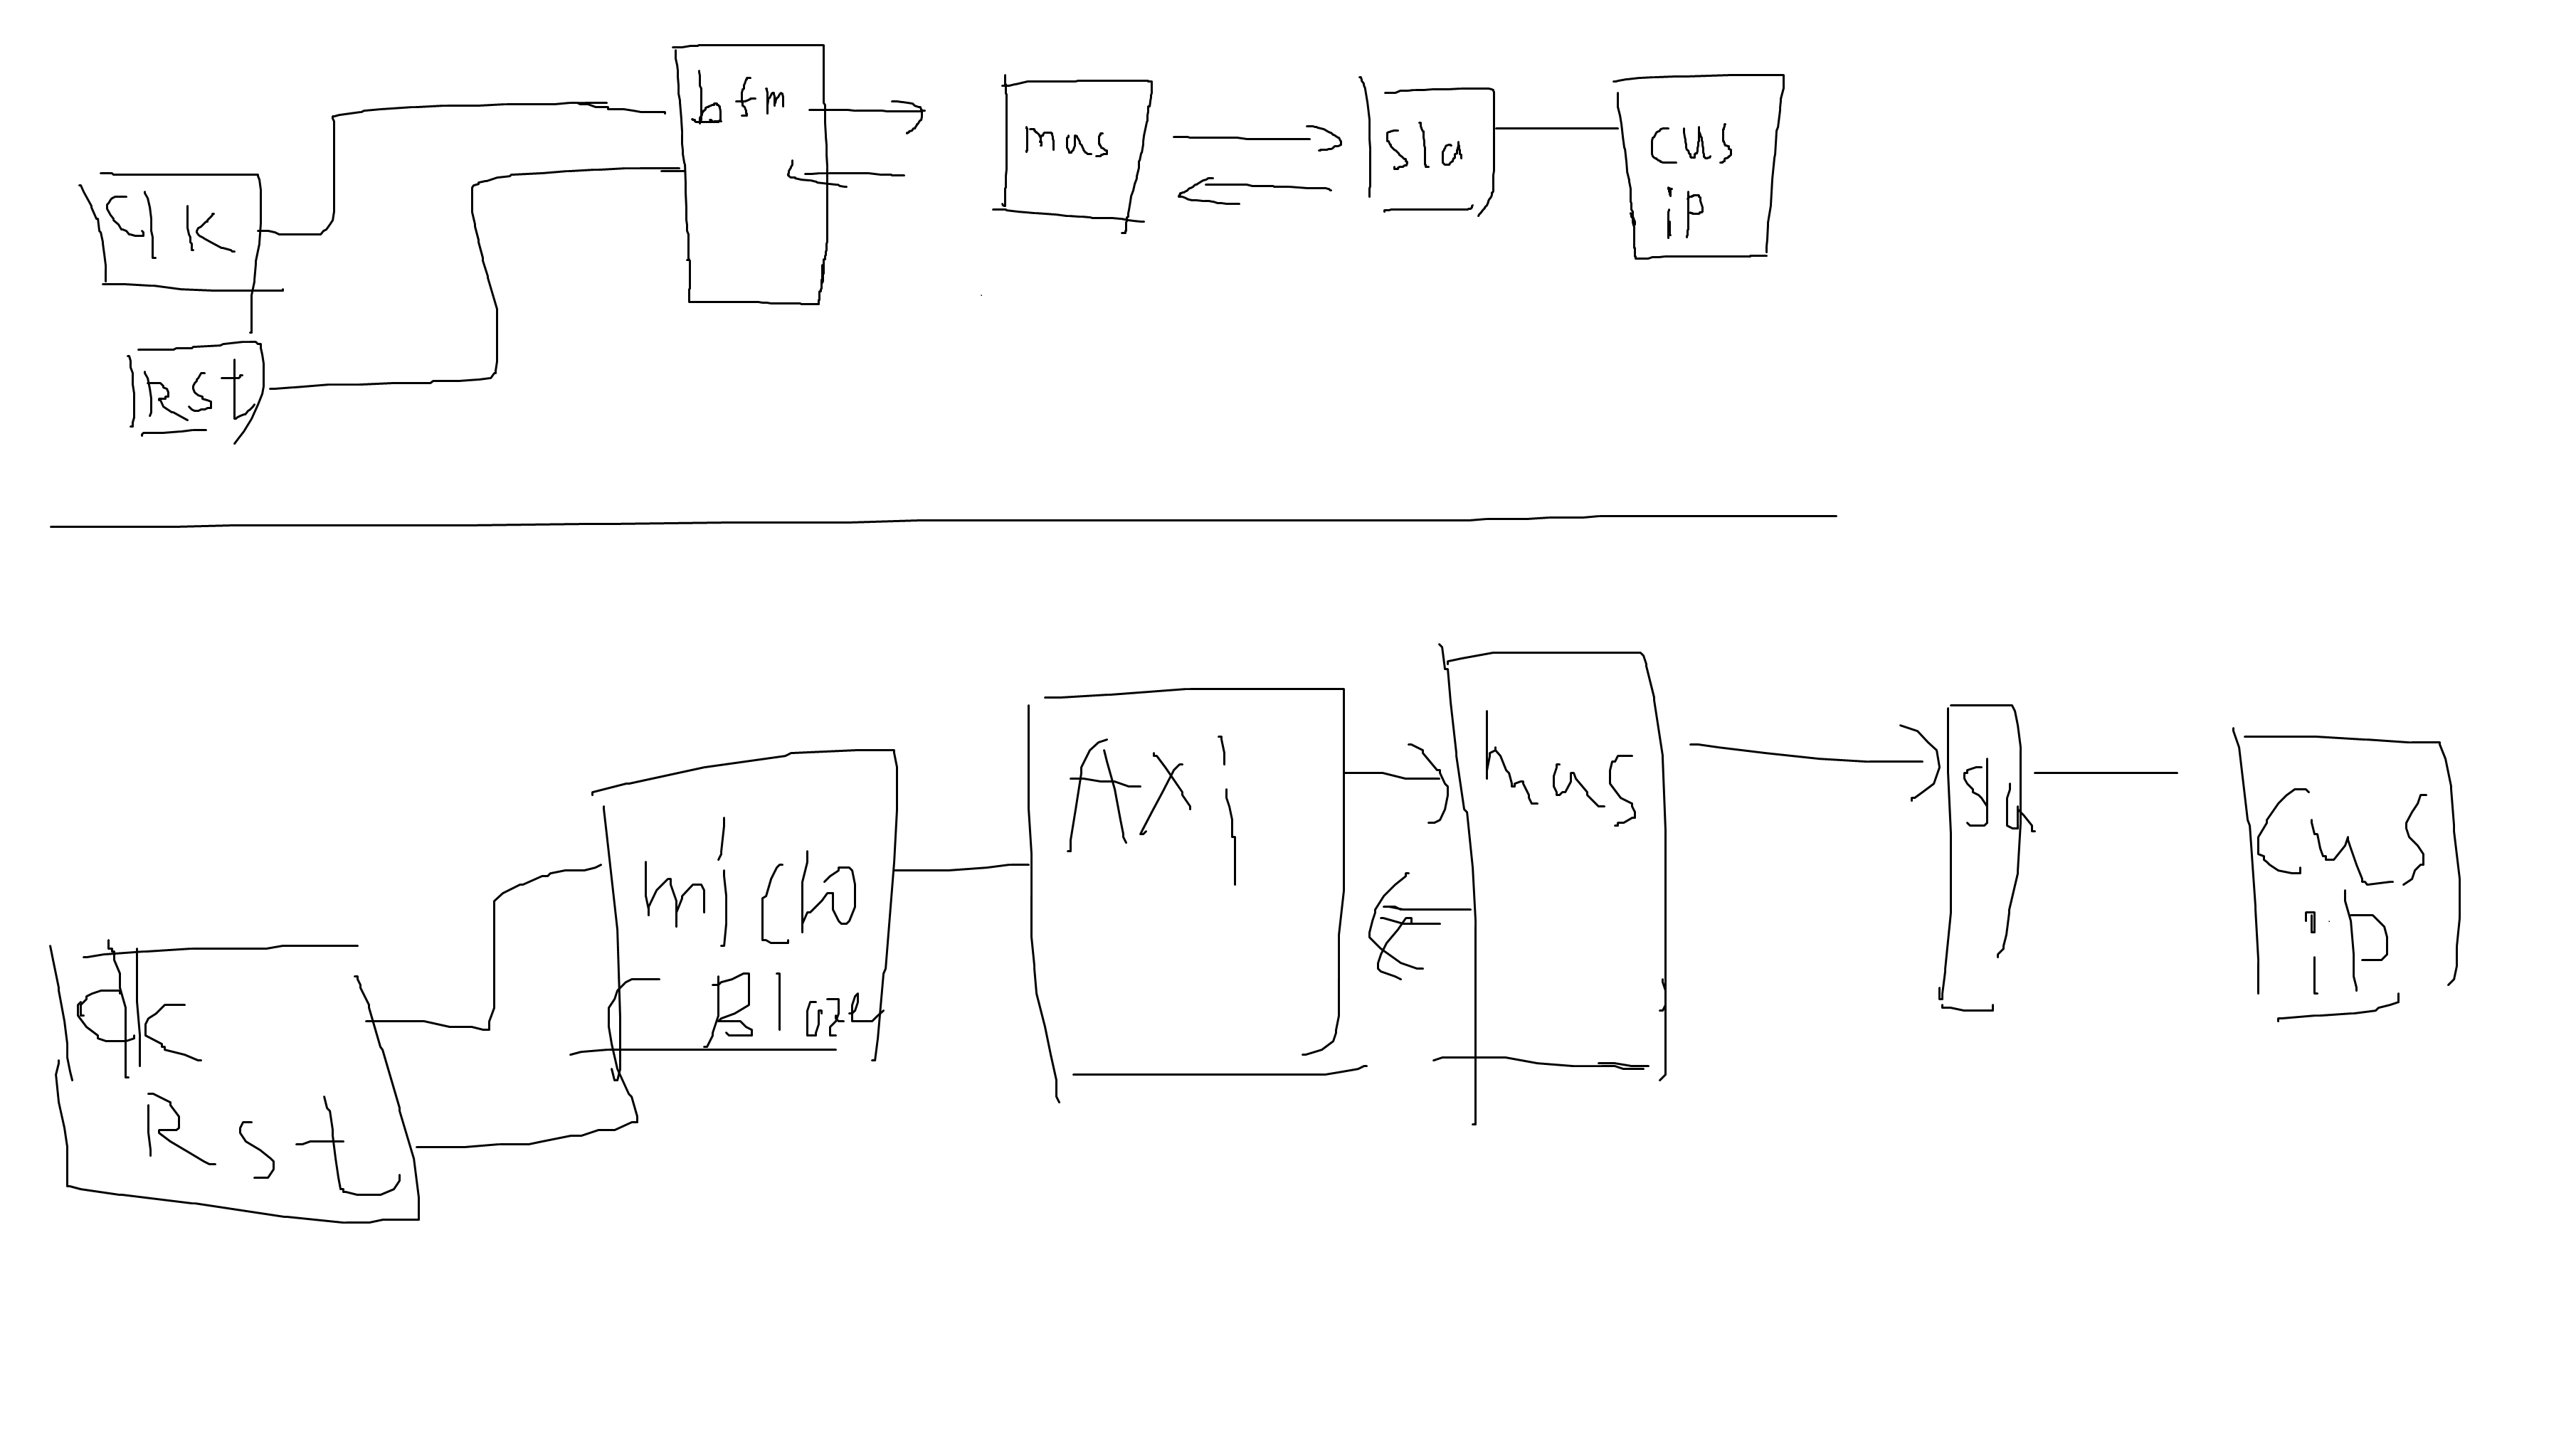 bfm
mas
sla
cus
ip
Clk
Rst
Axi
mas
sla
cus
ip
micro
Blaze
clk
Rst